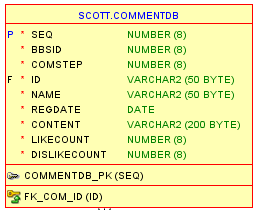 SCOTT.COMMENTDB
P * SEQ NUMBER (8)
* BBSID NUMBER (8)
* COMSTEP NUMBER (8)
F * ID VARCHAR2 (50 BYTE)
* NAME VARCHAR2 (50 BYTE)
* REGDATE DATE
* CONTENT VARCHAR2 (200 BYTE)
* LIKECOUNT NUMBER (8)
* DISLIKECOUNT NUMBER (8)
COMMENTDB_PK (SEQ)
FK_COM_ID (ID)